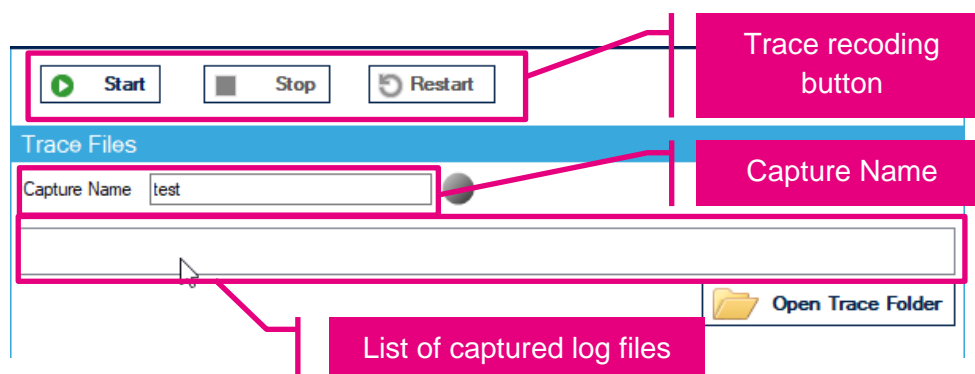 Trace recoding
button
Start Stop Restart
Trace Files
Capture Name test
Capture Name
Open Trace Folder
List of captured log files